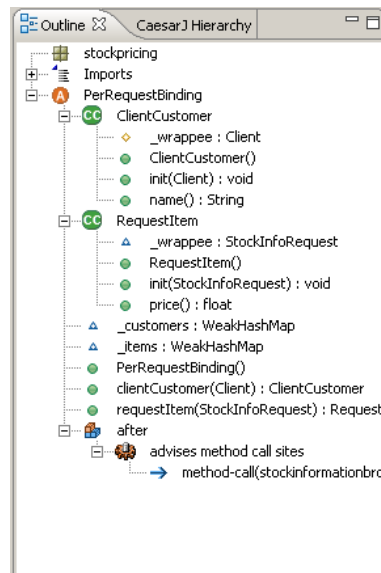 Outline CaesarJ Hierarchy
stockpricing
Imports
A PerRequestBinding
CC ClientCustomer
_wrappee : Client
ClientCustomer()
init(Client) : void
name() : String
CC RequestItem
_wrappee : StockInfoRequest
RequestItem()
init(StockInfoRequest) : void
price() : float
_customers : WeakHashMap
_items : WeakHashMap
PerRequestBinding()
clientCustomer(Client) : ClientCustomer
requestItem(StockInfoRequest) : Request
after
advises method call sites
method-call(stockinformationbro